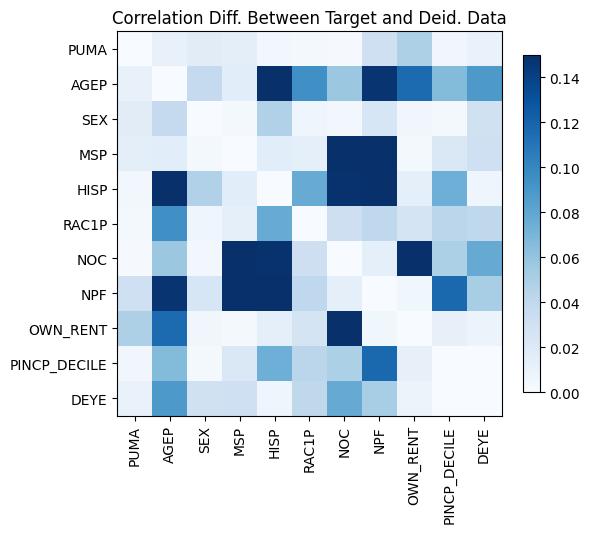 Correlation Diff. Between Target and Deid. Data
PUMA
AGEP
SEX
MSP
HISP
RAC1P
NOC
NPF
OWN_RENT
PINCP_DECILE
DEYE
PUMA
AGEP
SEX
MSP
HISP
RAC1P
NOC
NPF
OWN_RENT
PINCP_DECILE
DEYE
0.14
0.12
0.10
0.08
0.06
0.04
0.02
0.00